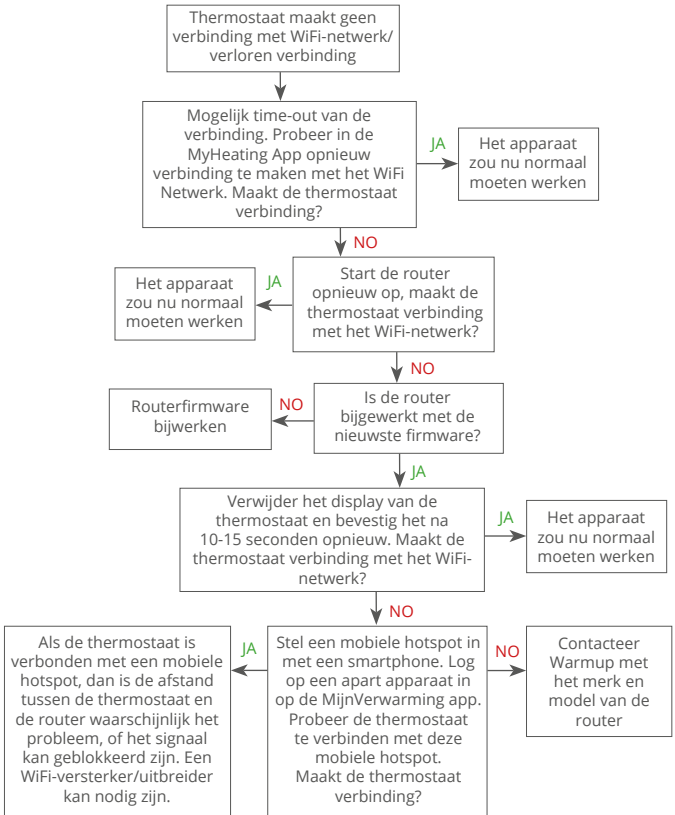 Thermostaat maakt geen
verbinding met WiFi-netwerk/
verloren verbinding
Mogelijk time-out van de
verbinding. Probeer in de
MyHeating App opnieuw
verbinding te maken met het WiFi
Netwerk. Maakt de thermostaat
verbinding?
JA
Het apparaat
zou nu normaal
moeten werken
NO
Start de router
opnieuw op, maakt de
thermostaat verbinding
met het WiFi-netwerk?
JA
Het apparaat
zou nu normaal
moeten werken
NO
Is de router
bijgewerkt met de
nieuwste firmware?
NO
Routerfirmware
bijwerken
JA
Verwijder het display van de
thermostaat en bevestig het na
10-15 seconden opnieuw. Maakt de
thermostaat verbinding met het WiFi-
netwerk?
JA
Het apparaat
zou nu normaal
moeten werken
NO
Stel een mobiele hotspot in
met een smartphone. Log
op een apart apparaat in
op de MijnVerwarming app.
Probeer de thermostaat
te verbinden met deze
mobiele hotspot.
Maakt de thermostaat
verbinding?
JA
Als de thermostaat is
verbonden met een mobiele
hotspot, dan is de afstand
tussen de thermostaat en
de router waarschijnlijk het
probleem, of het signaal
kan geblokkeerd zijn. Een
WiFi-versterker/uitbreider
kan nodig zijn.
NO
Contacteer
Warmup met
het merk en
model van de
router